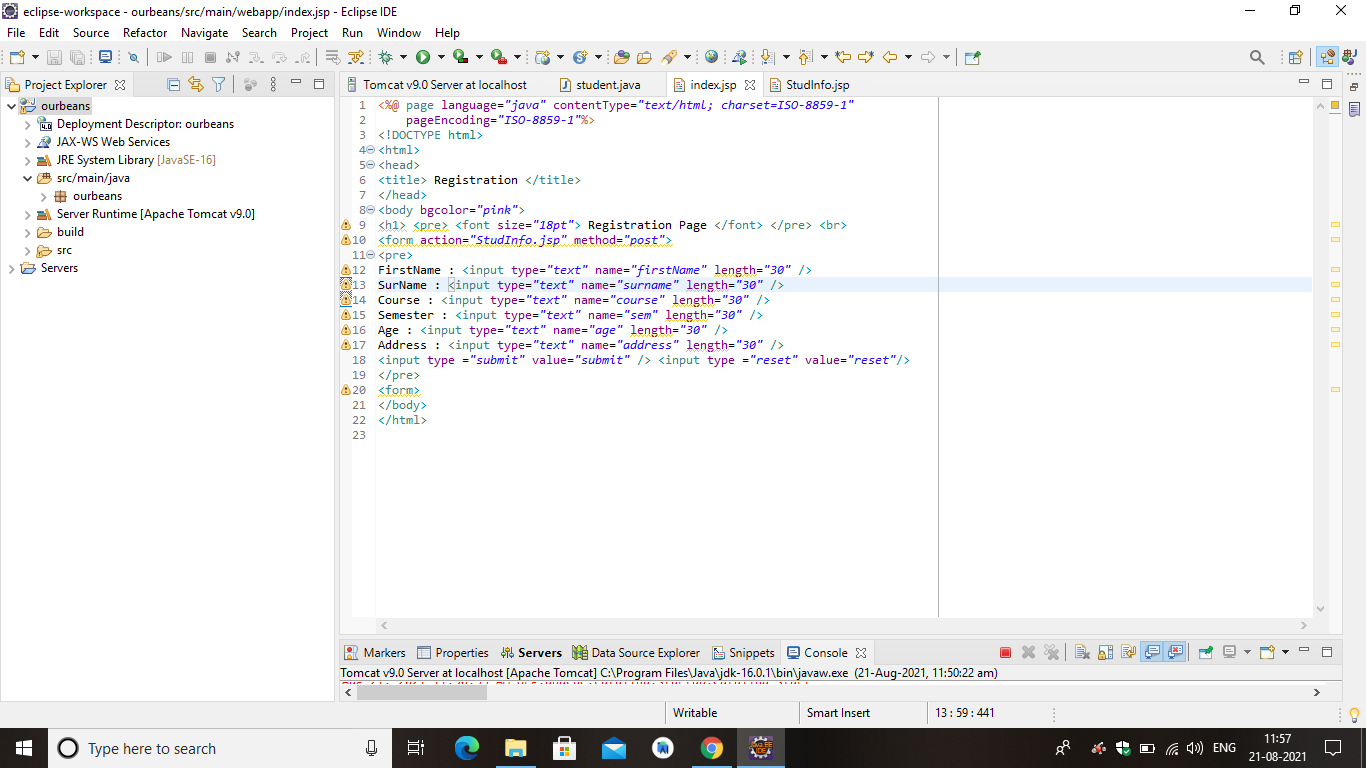 eclipse-workspace - ourbeans/src/main/webapp/index.jsp - Eclipse IDE
File Edit Source Refactor Navigate Search Project Run Window Help
Project Explorer
Tomcat v9.0 Server at localhost
student.java
index.jsp
StudInfo.jsp
ourbeans
Deployment Descriptor: ourbeans
JAX-WS Web Services
JRE System Library [JavaSE-16]
src/main/java
ourbeans
Server Runtime [Apache Tomcat v9.0]
build
src
Servers
1 <%@ page language="java" contentType="text/html; charset=ISO-8859-1"
2 pageEncoding="ISO-8859-1"%>
3 <!DOCTYPE html>
4 <html>
5 <head>
6 <title> Registration </title>
7 </head>
8 <body bgcolor="pink">
9 <h1> <pre> <font size="18pt"> Registration Page </font> </pre> <br>
10 <form action="StudInfo.jsp" method="post">
11 <pre>
12 FirstName : <input type="text" name="firstName" length="30" />
13 SurName : <input type="text" name="surname" length="30" />
14 Course : <input type="text" name="course" length="30" />
15 Semester : <input type="text" name="sem" length="30" />
16 Age : <input type="text" name="age" length="30" />
17 Address : <input type="text" name="address" length="30" />
18 <input type ="submit" value="submit" /> <input type ="reset" value="reset"/>
19 </pre>
20 <form>
21 </body>
22 </html>
23
Markers Properties Servers Data Source Explorer Snippets Console
Tomcat v9.0 Server at localhost [Apache Tomcat] C:\Program Files\Java\jdk-16.0.1\bin\javaw.exe (21-Aug-2021, 11:50:22 am)
Writable Smart Insert 13 : 59 : 441
Type here to search
ENG
11:57
21-08-2021